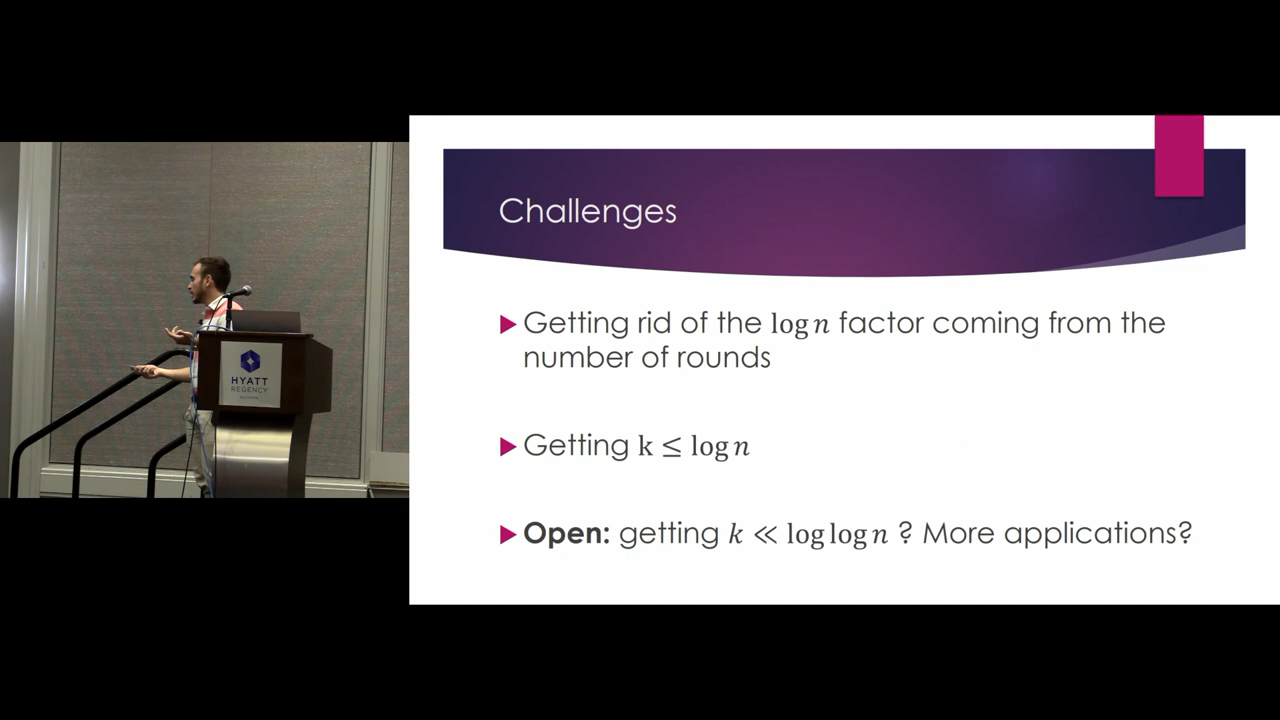 Challenges
Getting rid of the log n factor coming from the
number of rounds
Getting k ≤ log n
Open: getting k ≪ log log n ? More applications?
HYATT
REGENCY